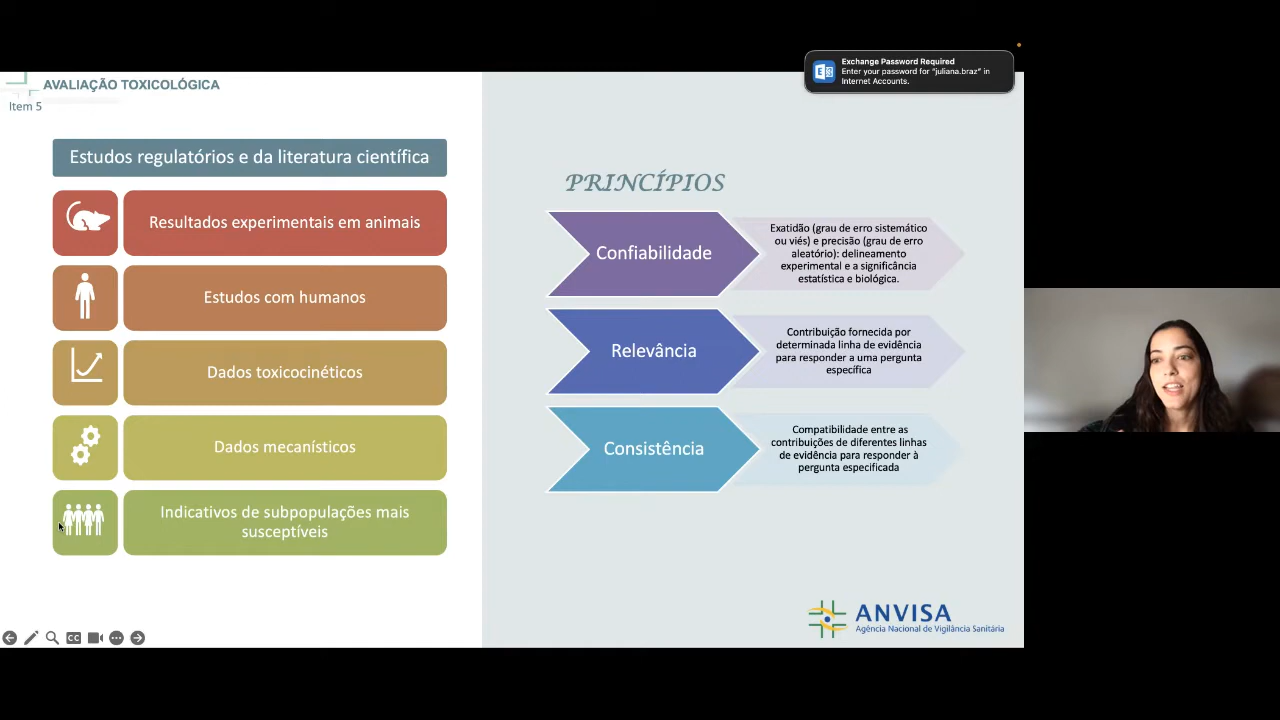 Exchange Password Required
Enter your password for "juliana.braz" in
Internet Accounts.
AVALIAÇÃO TOXICOLÓGICA
Item 5
Estudos regulatórios e da literatura científica
Resultados experimentais em animais
Estudos com humanos
Dados toxicocinéticos
Dados mecanísticos
Indicativos de subpopulações mais
susceptíveis
PRINCÍPIOS
Confiabilidade
Exatidão (grau de erro sistemático
ou viés) e precisão (grau de erro
aleatório): delineamento
experimental e a significância
estatística e biológica.
Relevância
Contribuição fornecida por
determinada linha de evidência
para responder a uma pergunta
específica
Consistência
Compatibilidade entre as
contribuições de diferentes linhas
de evidência para responder à
pergunta especificada
ANVISA
Agência Nacional de Vigilância Sanitária
CC